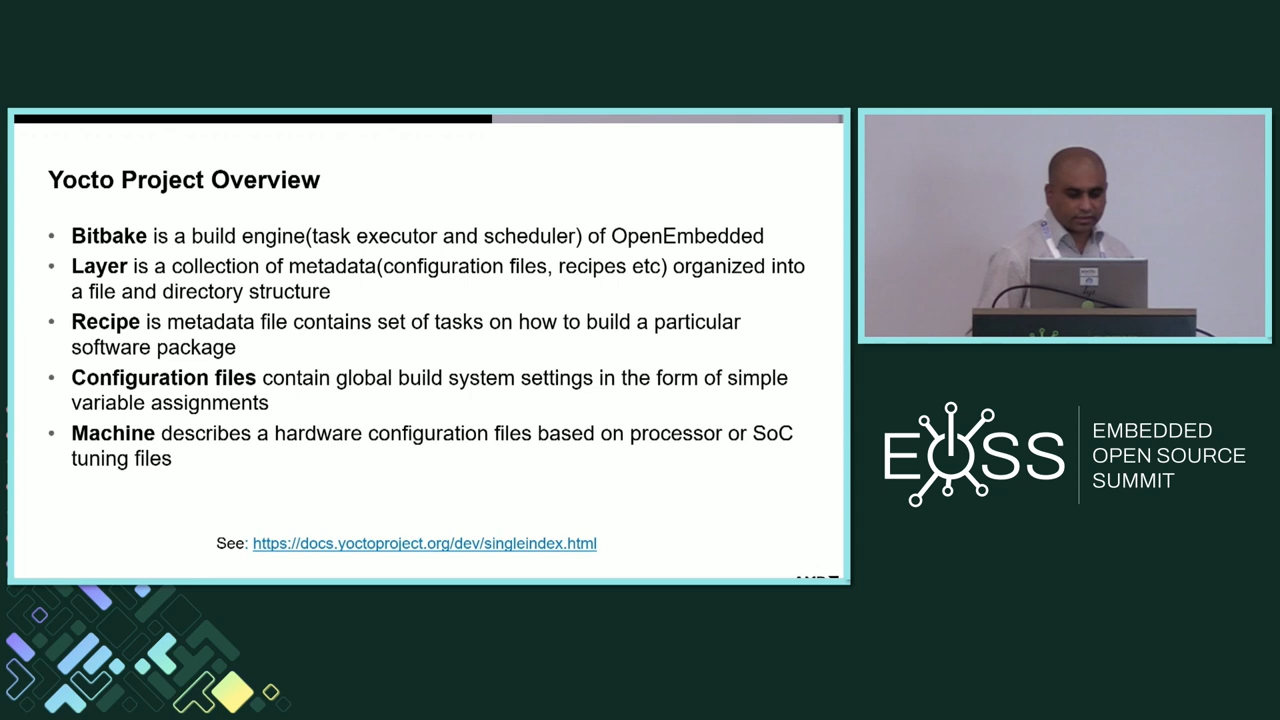 Yocto Project Overview
• Bitbake is a build engine(task executor and scheduler) of OpenEmbedded
• Layer is a collection of metadata(configuration files, recipes etc) organized into
a file and directory structure
• Recipe is metadata file contains set of tasks on how to build a particular
software package
• Configuration files contain global build system settings in the form of simple
variable assignments
• Machine describes a hardware configuration files based on processor or SoC
tuning files
See: https://docs.yoctoproject.org/dev/singleindex.html
EOSS
EMBEDDED
OPEN SOURCE
SUMMIT